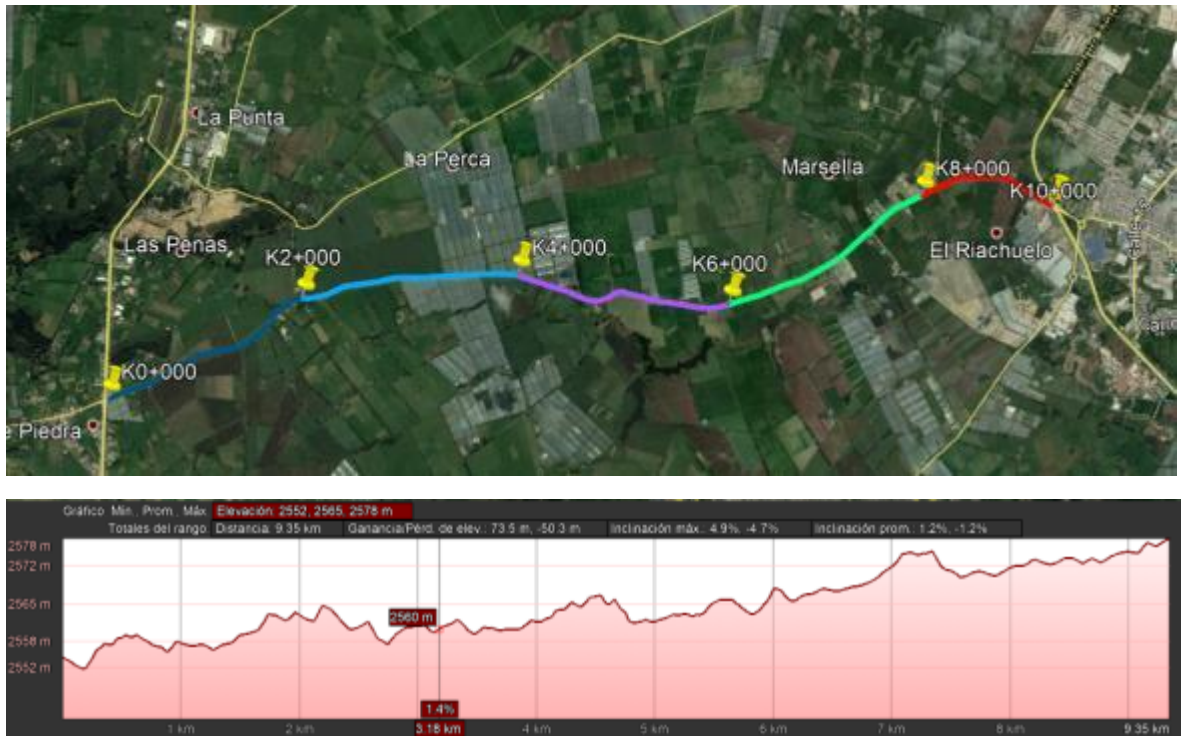 La Punta
La Perca
Marsella
K8+000
K10+000
Las Penas
K2+000
K4+000
K6+000
El Riachuelo
Calle 5
K0+000
e Piedra
Gráfico Mín., Prom., Máx. Elevación: 2552, 2565, 2578 m
Totales del rango: Distancia: 9.35 km Ganancia/Pérd. de elev.: 73.5 m, -50.3 m Inclinación máx.: 4.9%, -4.7% Inclinación prom.: 1.2%, -1.2%
2578 m
2572 m
2565 m
2560 m
2558 m
2552 m
1.4%
1 km 2 km 3.18 km 4 km 5 km 6 km 7 km 8 km 9.35 km